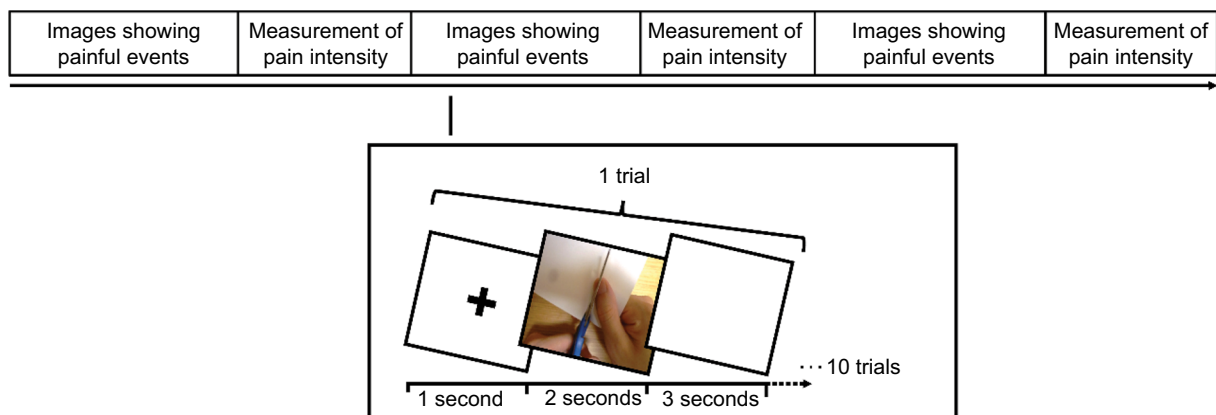 Images showing
painful events
Measurement of
pain intensity
Images showing
painful events
Measurement of
pain intensity
Images showing
painful events
Measurement of
pain intensity
1 trial
+
···10 trials
1 second
2 seconds
3 seconds